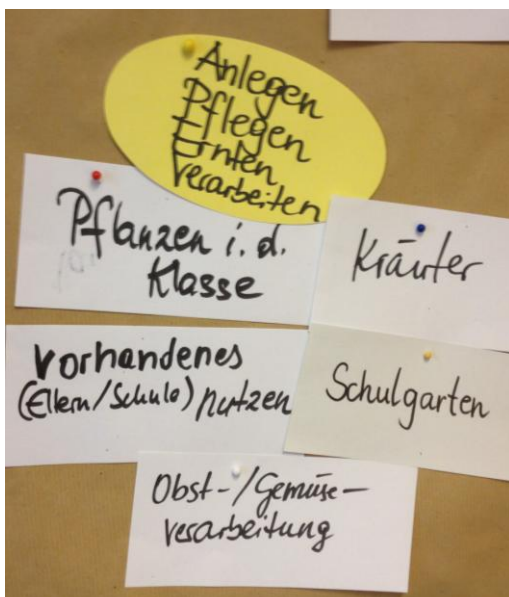 Anlegen
Pflegen
Ernten
Verarbeiten
Pflanzen i. d.
Klasse
Kräuter
Vorhandenes
(Eltern/Schule) nutzen
Schulgarten
Obst-/Gemüse-
verarbeitung